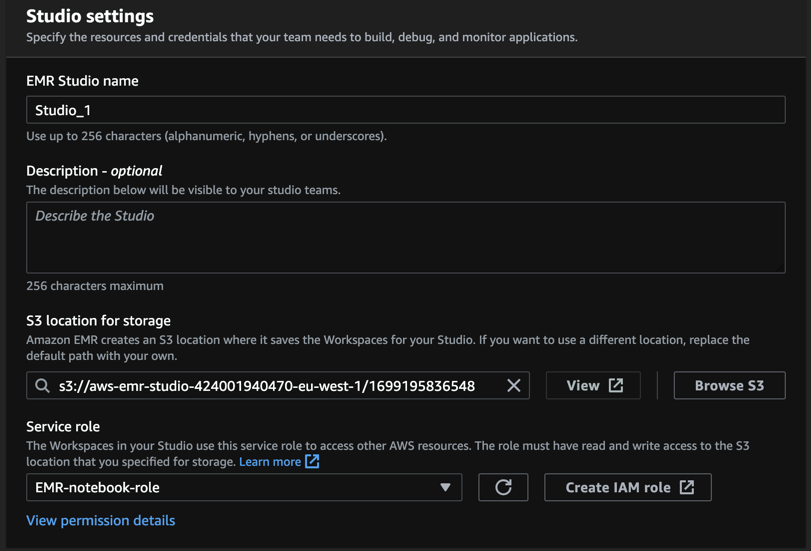 Studio settings
Specify the resources and credentials that your team needs to build, debug, and monitor applications.
EMR Studio name
Studio_1
Use up to 256 characters (alphanumeric, hyphens, or underscores).
Description - optional
The description below will be visible to your studio teams.
Describe the Studio
256 characters maximum
S3 location for storage
Amazon EMR creates an S3 location where it saves the Workspaces for your Studio. If you want to use a different location, replace the
default path with your own.
s3://aws-emr-studio-424001940470-eu-west-1/1699195836548
View
Browse S3
Service role
The Workspaces in your Studio use this service role to access other AWS resources. The role must have read and write access to the S3
location that you specified for storage. Learn more
EMR-notebook-role
Create IAM role
View permission details